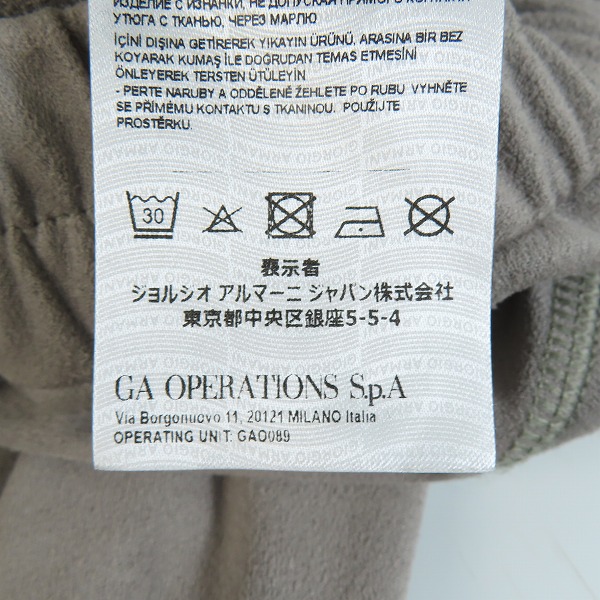 ИЗДЕЛИЕ С ИЗНАНКИ, НЕ ДОПУСКАЯ ПРЯМОГО КОНТАКТА
УТЮГА С ТКАНЬЮ, ЧЕРЕЗ МАРЛЮ
İÇİNİ DIŞINA GETİREREK YIKAYIN ÜRÜNÜ, ARASINA BIR BEZ
KOYARAK KUMAŞ İLE DOGRUDAN TEMAS ETMESİNİ
ÖNLEYEREK TERSTEN ÜTÜLEYİN
- PERTE NARUBY A ODDĚLENĚ ŽEHLETE PO RUBU VYHNĚTE
SE PŘÍMÉMU KONTAKTU S TKANINOU. POUŽIJTE
PROSTĚRKU.
30
表示者
ジョルジオ アルマーニ ジャパン株式会社
東京都中央区銀座5-5-4
GA OPERATIONS S.p.A
Via Borgonuovo 11, 20121 MILANO Italia
OPERATING UNIT: GAO089